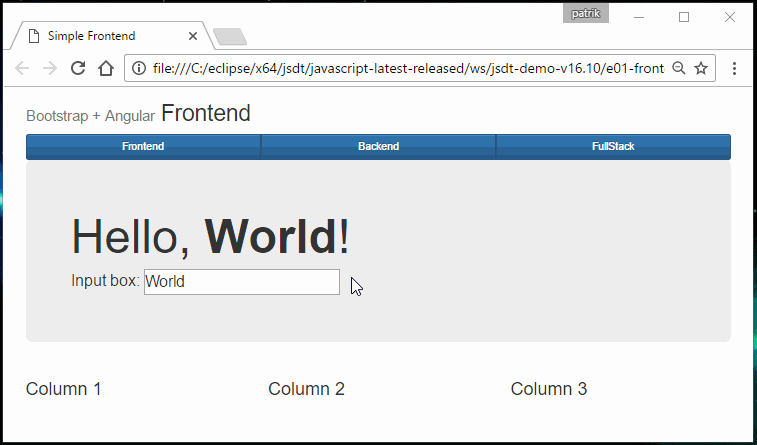 patrik
Simple Frontend
file:///C:/eclipse/x64/jsdt/javascript-latest-released/ws/jsdt-demo-v16.10/e01-front
Bootstrap + Angular Frontend
Frontend Backend FullStack
Hello, World!
Input box: World
Column 1 Column 2 Column 3